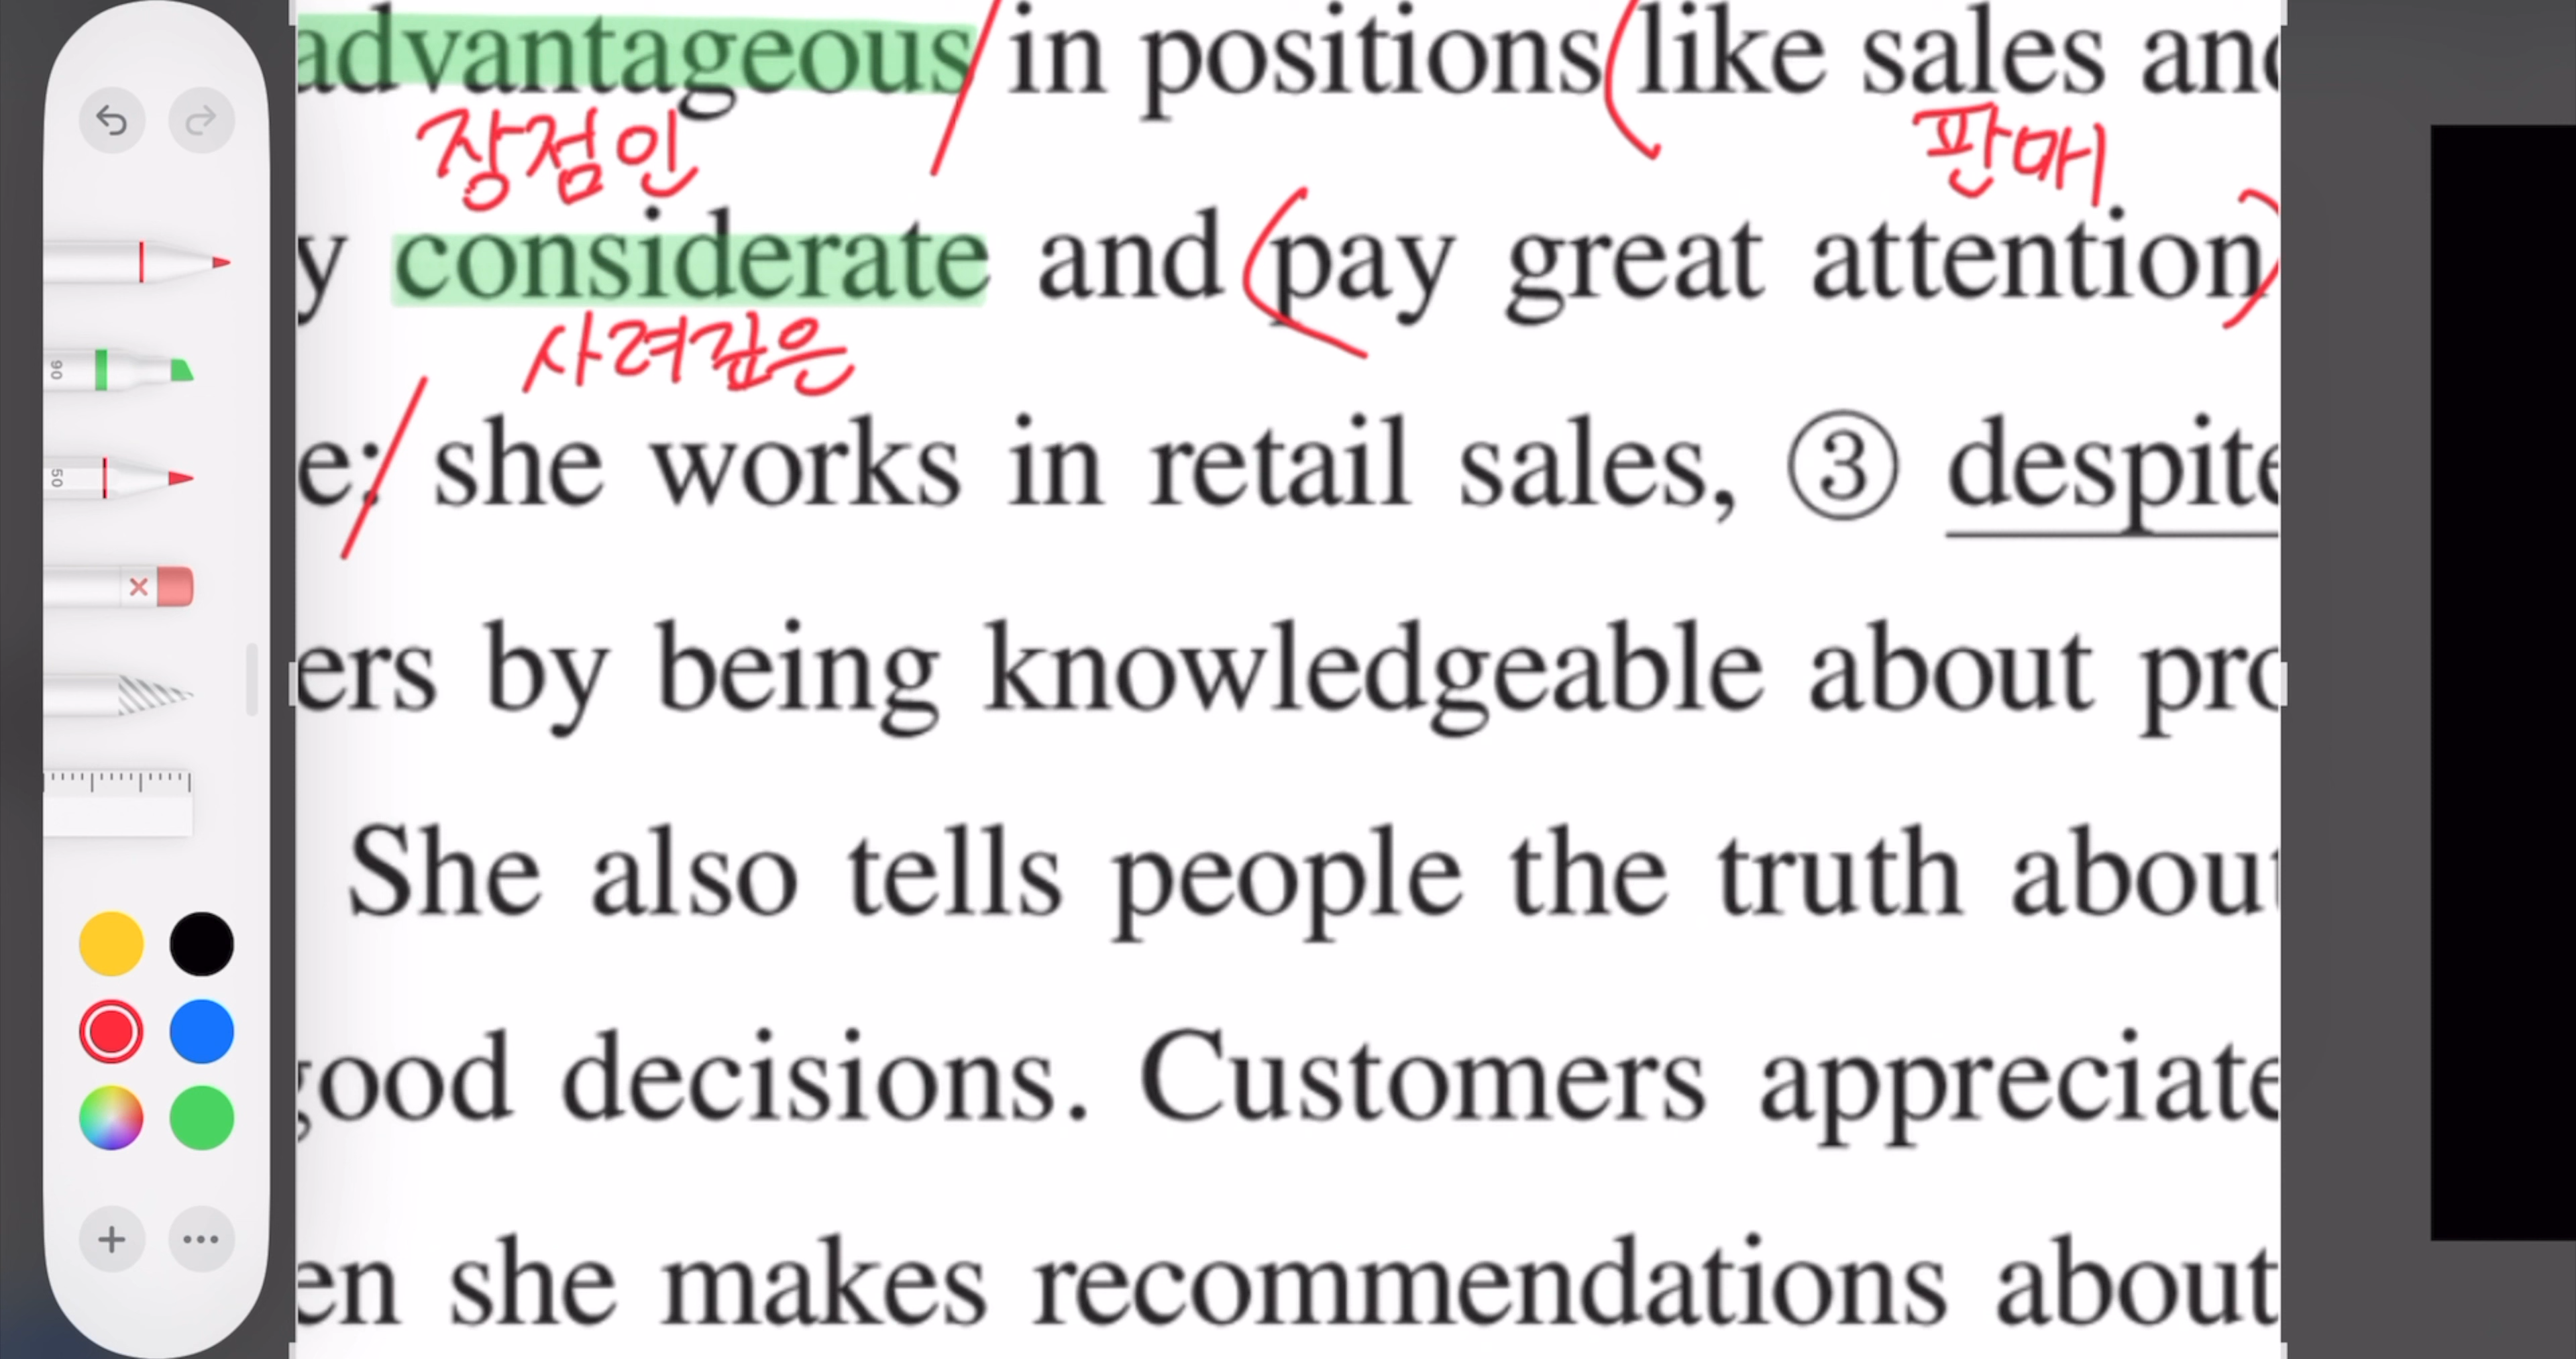 advantageous in positions like sales and
장점인 판매
y considerate and pay great attention
사려깊은
e; she works in retail sales, ③ despite
ers by being knowledgeable about pro
She also tells people the truth about
good decisions. Customers appreciate
en she makes recommendations about
90
50